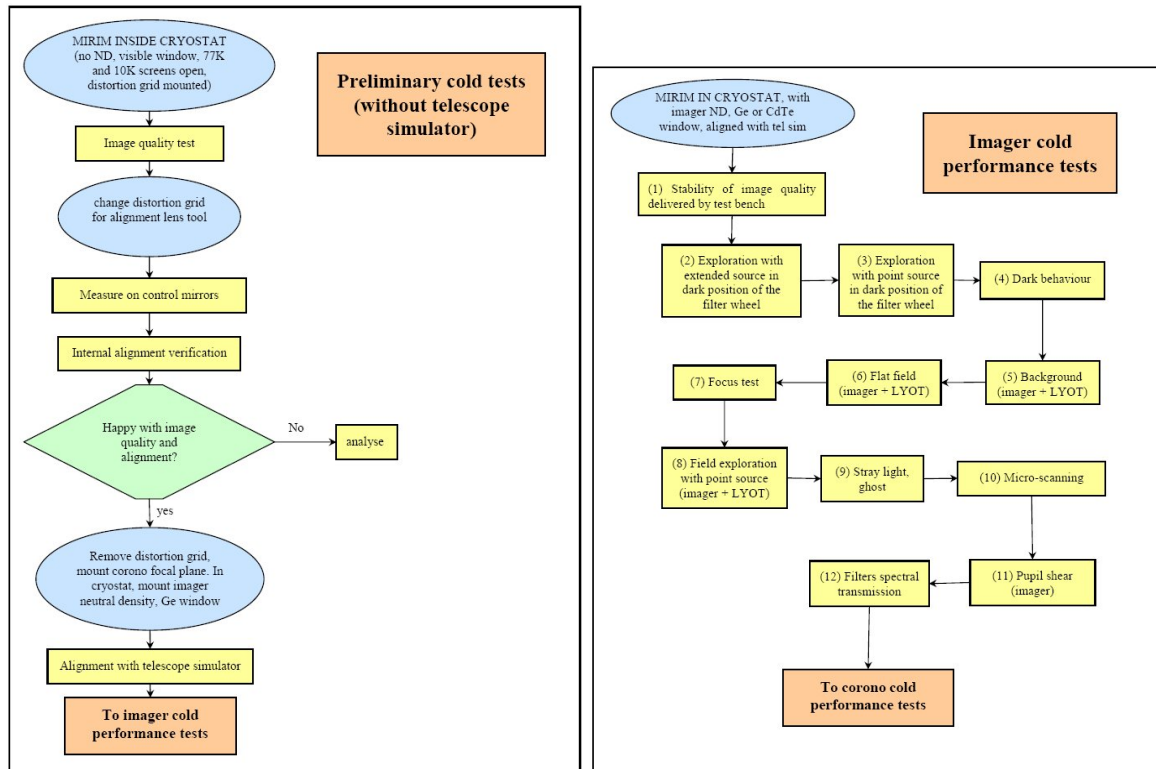 MIRIM INSIDE CRYOSTAT
(no ND, visible window, 77K
and 10K screens open,
distortion grid mounted)
Preliminary cold tests
(without telescope
simulator)
Image quality test
change distortion grid
for alignment lens tool
Measure on control mirrors
Internal alignment verification
Happy with image
quality and
alignment?
No
analyse
yes
Remove distortion grid,
mount corono focal plane. In
cryostat, mount imager
neutral density, Ge window
Alignment with telescope simulator
To imager cold
performance tests
MIRIM IN CRYOSTAT, with
imager ND, Ge or CdTe
window, aligned with tel sim
Imager cold
performance tests
(1) Stability of image quality
delivered by test bench
(2) Exploration with
extended source in
dark position of the
filter wheel
(3) Exploration
with point source
in dark position of
the filter wheel
(4) Dark behaviour
(5) Background
(imager + LYOT)
(6) Flat field
(imager + LYOT)
(7) Focus test
(8) Field exploration
with point source
(imager + LYOT)
(9) Stray light,
ghost
(10) Micro-scanning
(11) Pupil shear
(imager)
(12) Filters spectral
transmission
To corono cold
performance tests